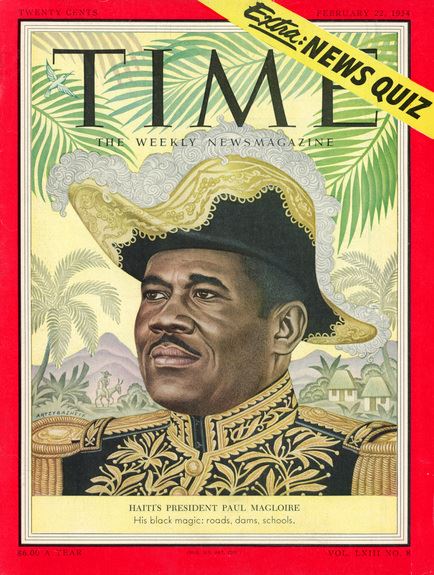 TWENTY CENTS
FEBRUARY 22, 1954
Extra: NEWS QUIZ
TIME
THE WEEKLY NEWSMAGAZINE
ARTZYBASHEFF
HAITI'S PRESIDENT PAUL MAGLOIRE
His black magic: roads, dams, schools.
$6.00 A YEAR
VOL. LXIII NO. 8